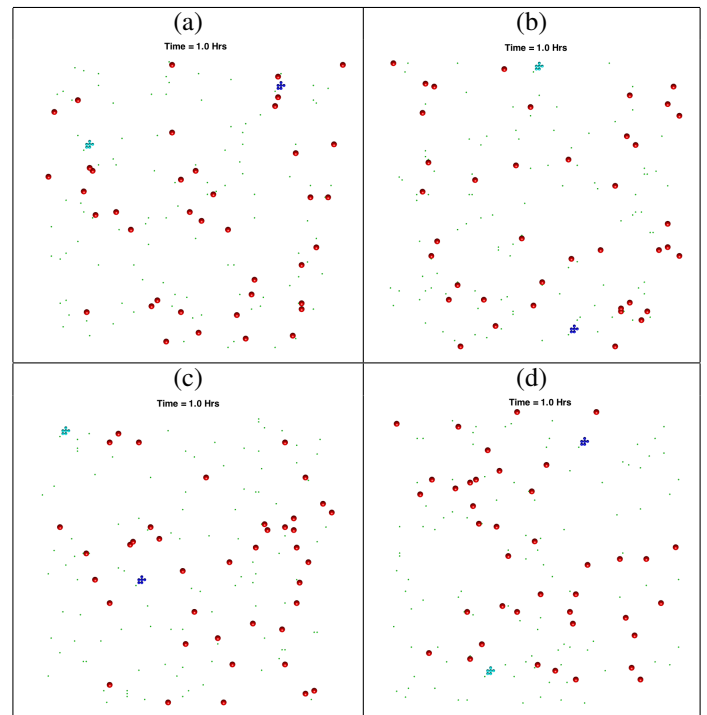 (a)
Time = 1.0 Hrs
(b)
Time = 1.0 Hrs
(c)
Time = 1.0 Hrs
(d)
Time = 1.0 Hrs